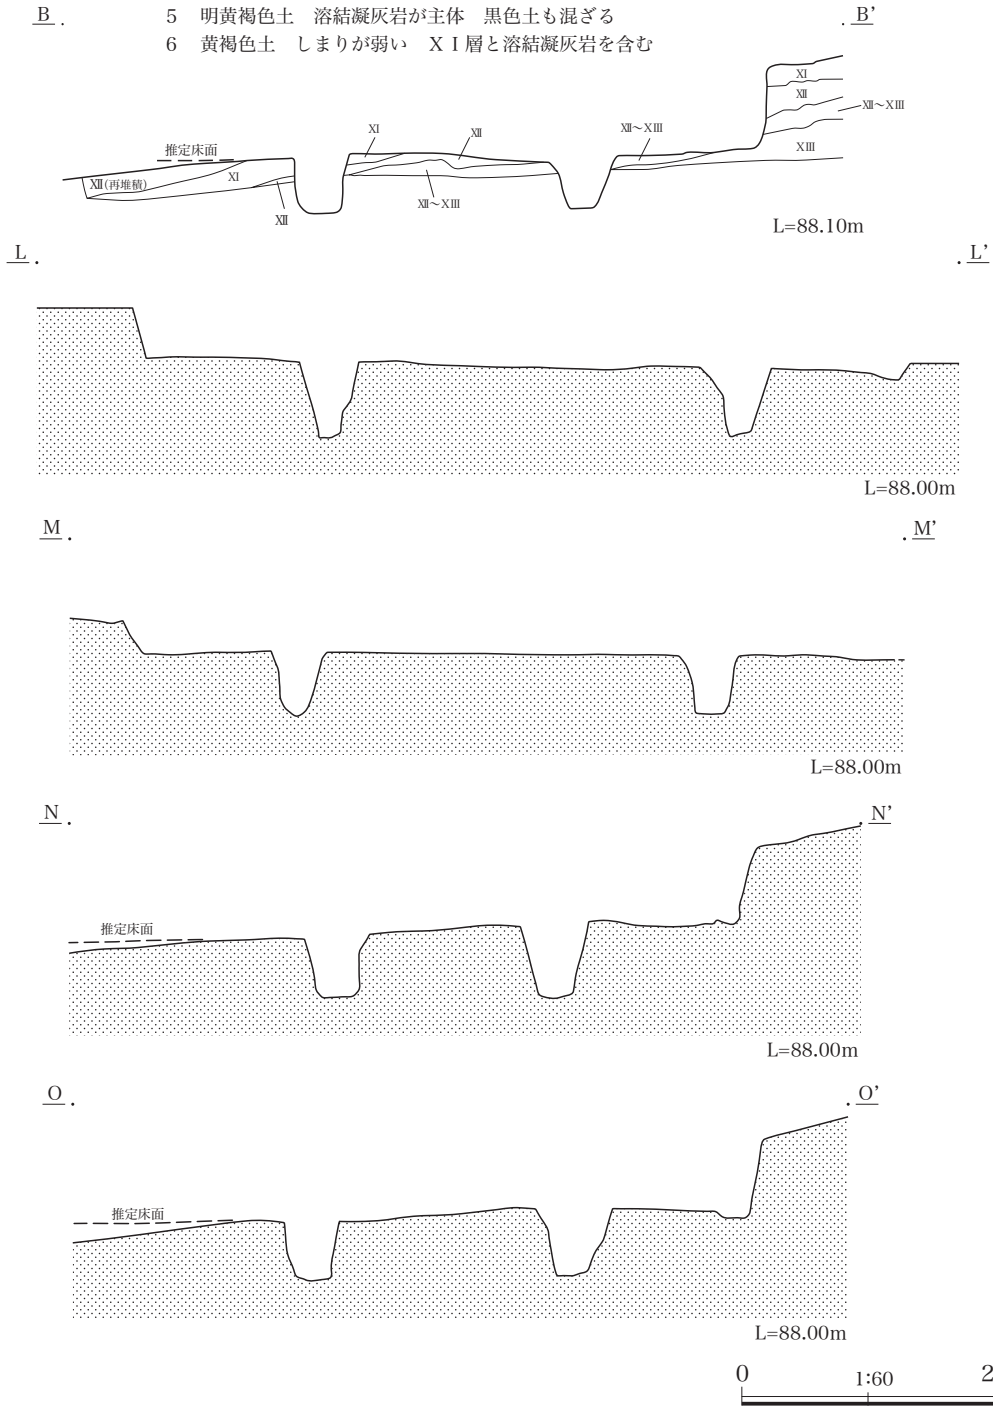 B B’
5 明黄褐色土 溶結凝灰岩が主体 黒色土も混ざる
6 黄褐色土 しまりが弱い ＸＩ層と溶結凝灰岩を含む
推定床面
Ⅻ(再堆積)
Ⅺ
Ⅻ
Ⅺ
Ⅻ
Ⅻ～ⅩⅢ
Ⅻ～ⅩⅢ
Ⅺ
Ⅻ
Ⅻ～ⅩⅢ
ⅩⅢ
L=88.10m
L L’
L=88.00m
M M’
L=88.00m
N N’
推定床面
L=88.00m
O O’
推定床面
L=88.00m
0 1:60 2